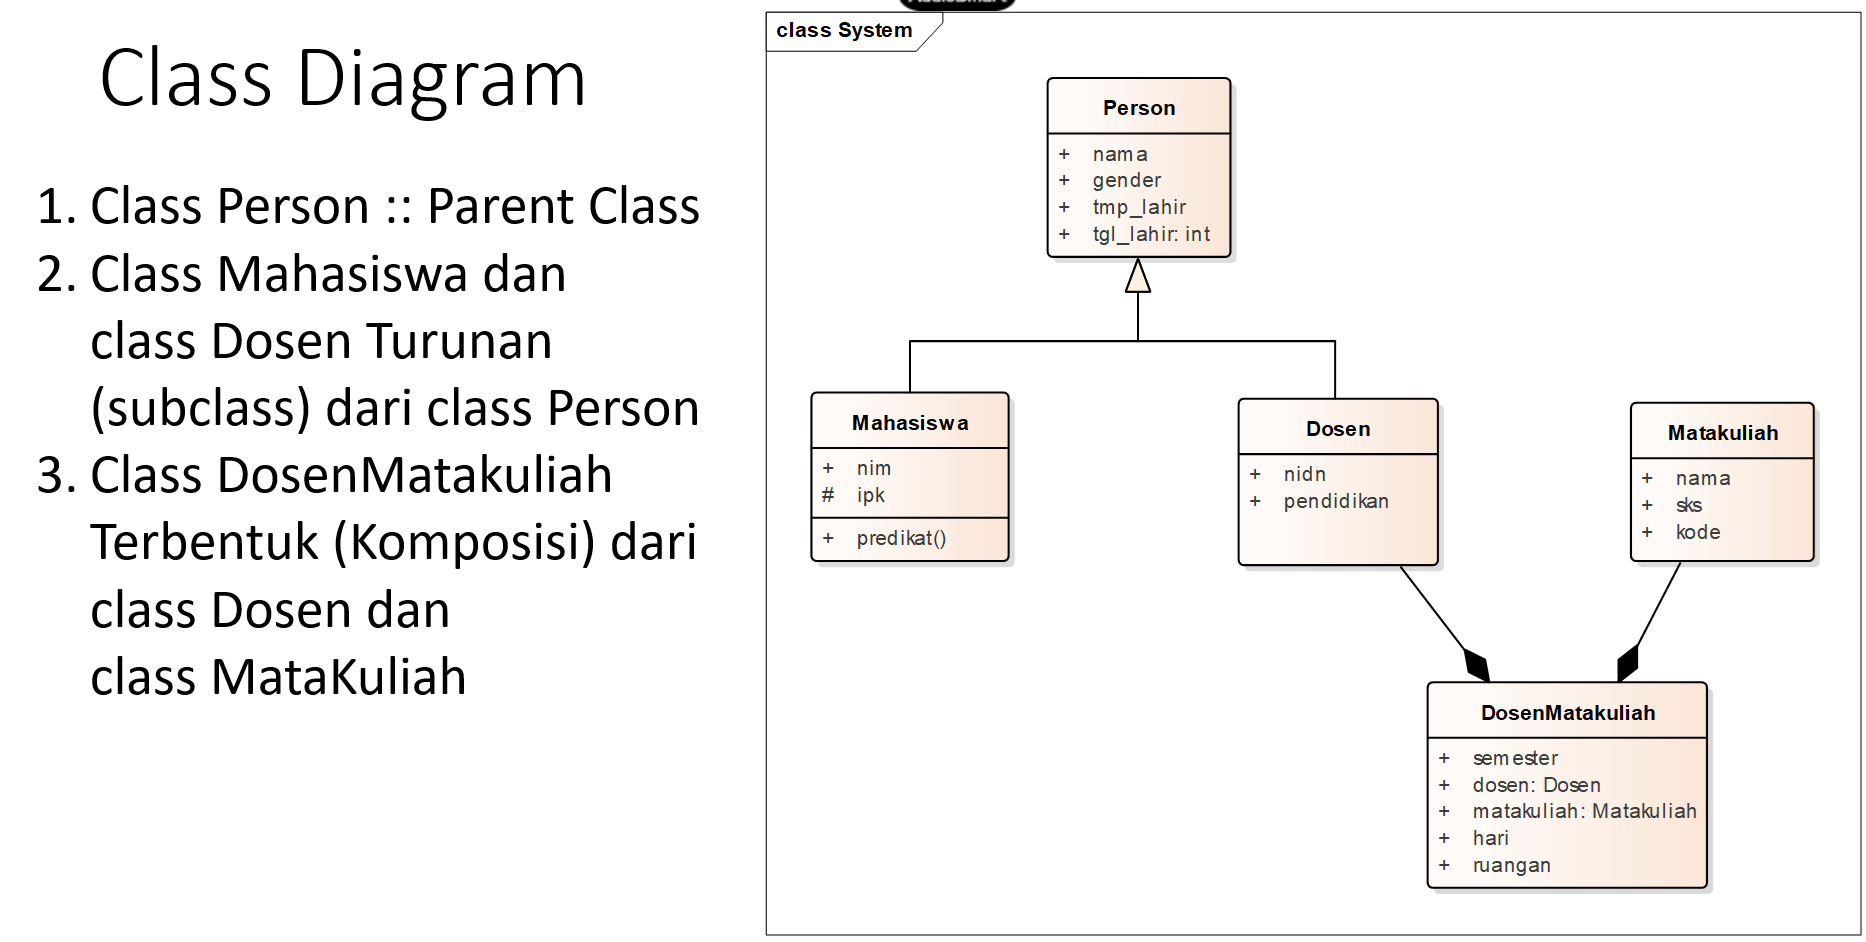 Class Diagram
1. Class Person :: Parent Class
2. Class Mahasiswa dan
class Dosen Turunan
(subclass) dari class Person
3. Class DosenMatakuliah
Terbentuk (Komposisi) dari
class Dosen dan
class MataKuliah
class System
Person
+ nama
+ gender
+ tmp_lahir
+ tgl_lahir: int
Mahasiswa
+ nim
# ipk
+ predikat()
Dosen
+ nidn
+ pendidikan
Matakuliah
+ nama
+ sks
+ kode
DosenMatakuliah
+ semester
+ dosen: Dosen
+ matakuliah: Matakuliah
+ hari
+ ruangan